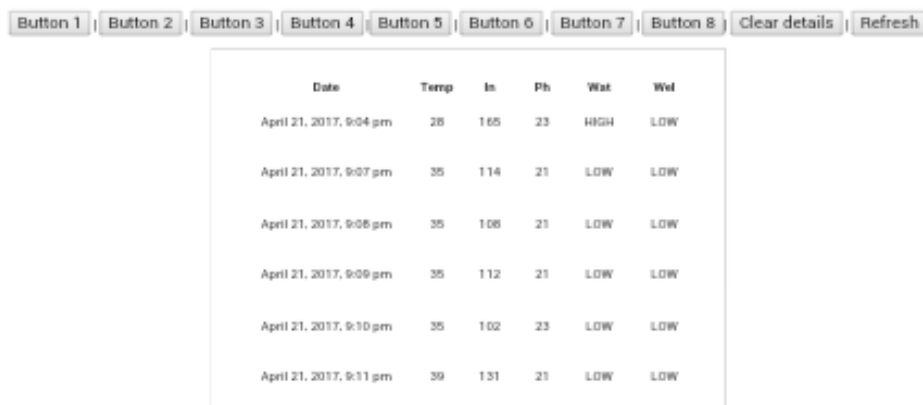 Button 1 | Button 2 | Button 3 | Button 4 | Button 5 | Button 6 | Button 7 | Button 8 | Clear details | Refresh
Date Temp In Ph Wat Wel
April 21, 2017, 9:04 pm 28 165 23 HIGH LOW
April 21, 2017, 9:07 pm 35 114 21 LOW LOW
April 21, 2017, 9:08 pm 35 108 21 LOW LOW
April 21, 2017, 9:09 pm 35 112 21 LOW LOW
April 21, 2017, 9:10 pm 35 102 23 LOW LOW
April 21, 2017, 9:11 pm 39 131 21 LOW LOW